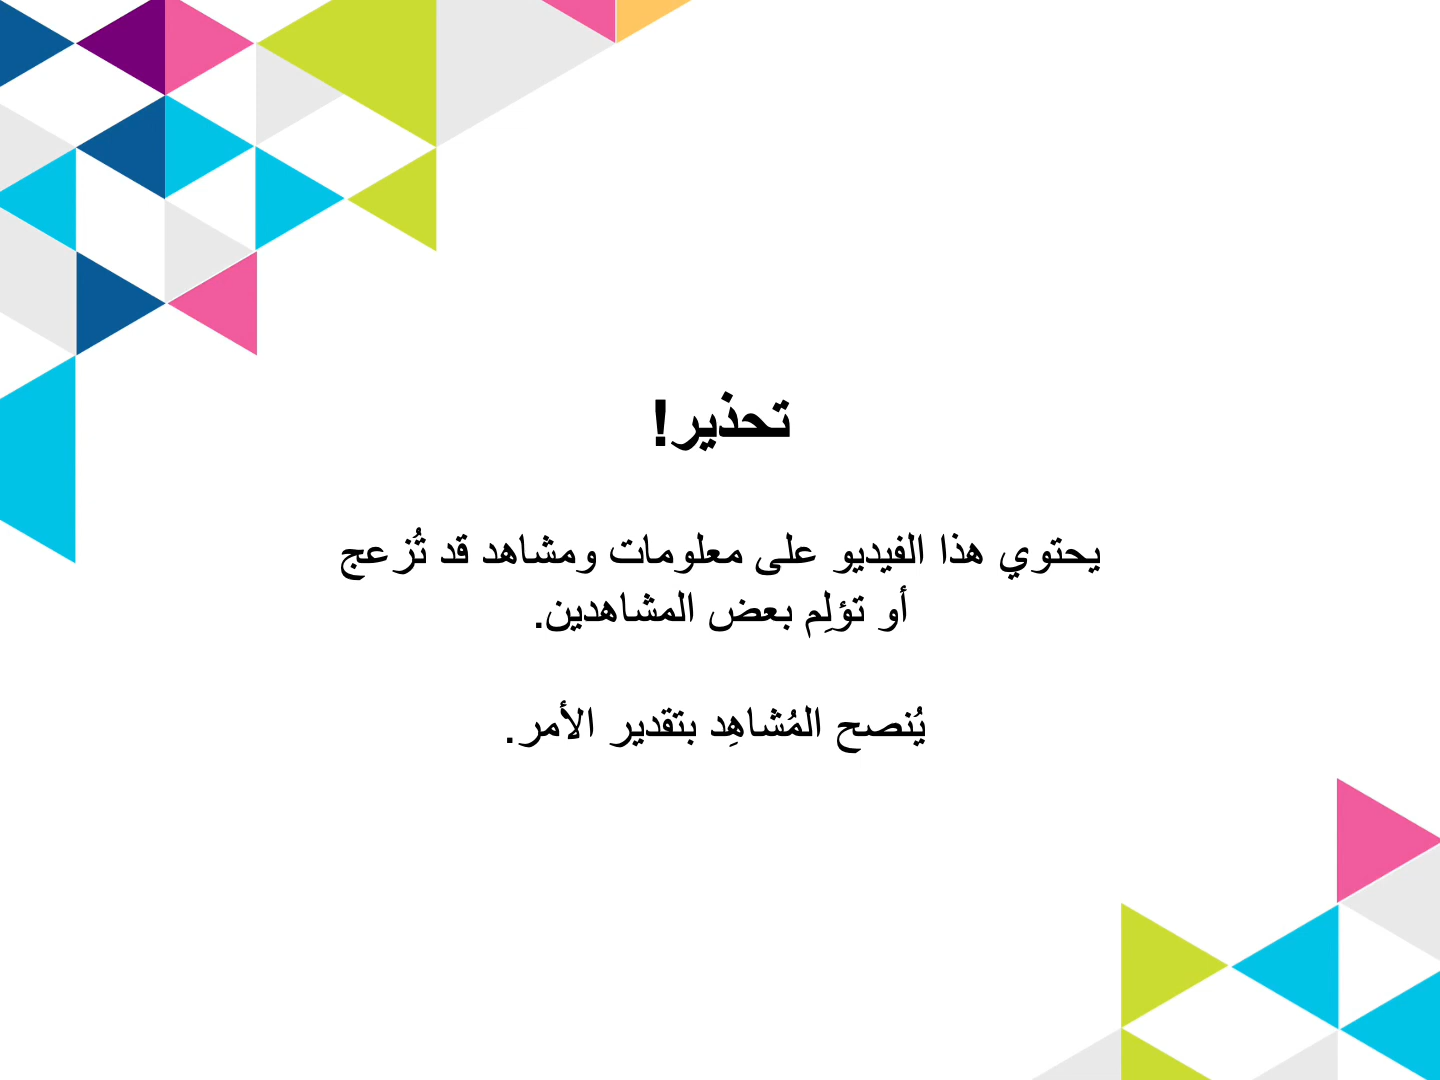 تحذير!
يحتوي هذا الفيديو على معلومات ومشاهد قد تُزعج
أو تؤلِم بعض المشاهدين.
يُنصح المُشاهِد بتقدير الأمر.